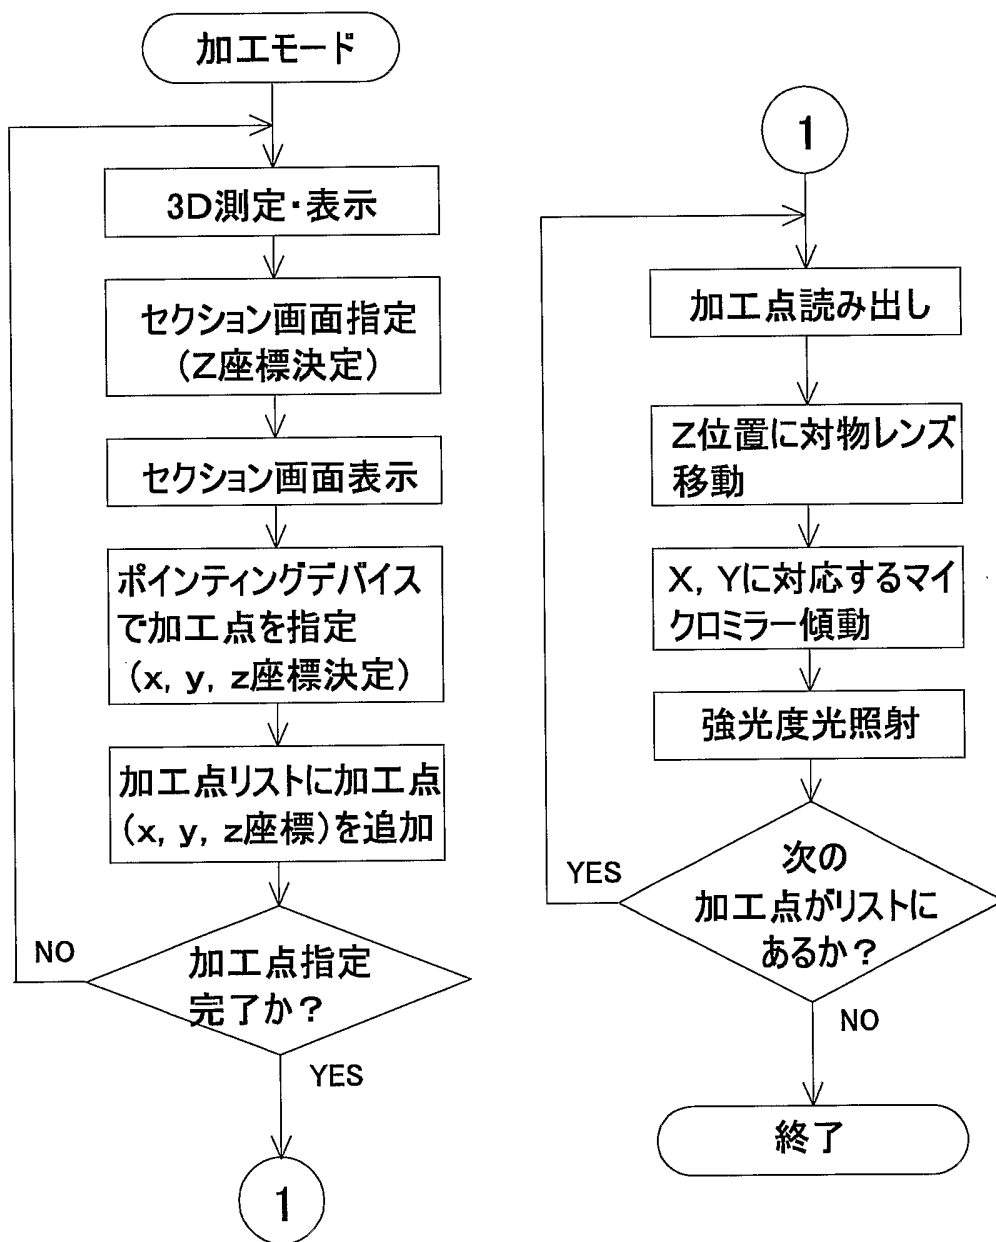 加工モード
3D測定・表示
セクション画面指定
(Z座標決定)
セクション画面表示
ポインティングデバイス
で加工点を指定
(x, y, z座標決定)
加工点リストに加工点
(x, y, z座標)を追加
加工点指定
完了か?
NO
YES
1
1
加工点読み出し
Z位置に対物レンズ
移動
X, Yに対応するマイ
クロミラー傾動
強光度光照射
次の
加工点がリストに
あるか?
YES
NO
終了